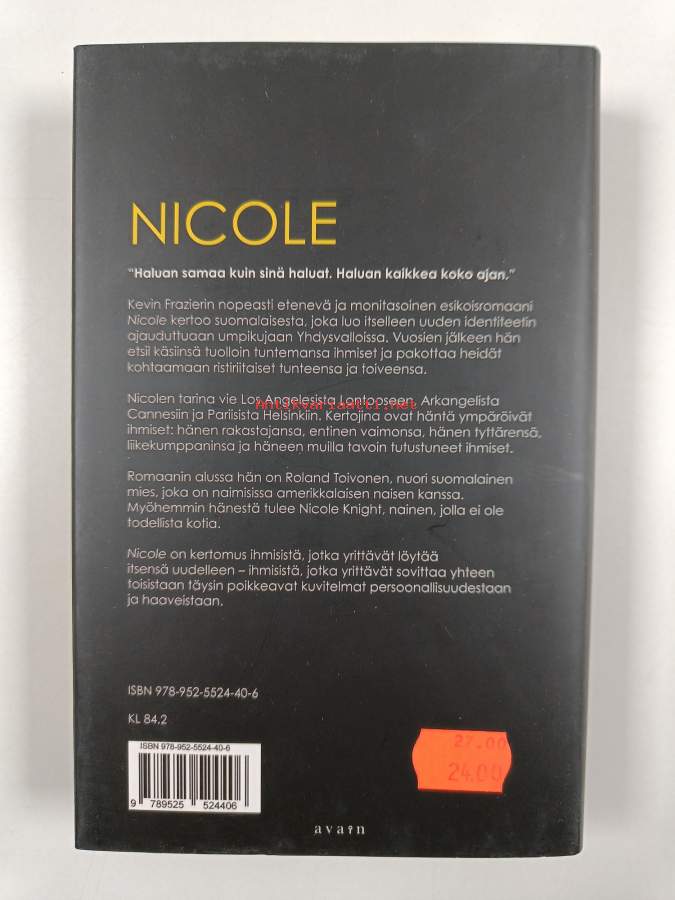 NICOLE
"Haluan samaa kuin sinä haluat. Haluan kaikkea koko ajan."
Kevin Frazierin nopeasti etenevä ja monitasoinen esikoisromaani
Nicole kertoo suomalaisesta, joka luo itselleen uuden identiteetin
ajauduttuaan umpikujaan Yhdysvalloissa. Vuosien jälkeen hän
etsii käsiinsä tuolloin tuntemansa ihmiset ja pakottaa heidät
kohtaamaan ristiriitaiset tunteensa ja toiveensa.
Nicolen tarina vie Los Angelesista Lontooseen, Arkangelista
Antikvariaatti.net
Cannesiin ja Pariisista Helsinkiin. Kertojina ovat häntä ympäröivät
ihmiset: hänen rakastajansa, entinen vaimonsa, hänen tyttärensä,
liikekumppaninsa ja häneen muilla tavoin tutustuneet ihmiset.
Romaanin alussa hän on Roland Toivonen, nuori suomalainen
mies, joka on naimisissa amerikkalaisen naisen kanssa.
Myöhemmin hänestä tulee Nicole Knight, nainen, jolla ei ole
todellista kotia.
Nicole on kertomus ihmisistä, jotka yrittävät löytää
itsensä uudelleen – ihmisistä, jotka yrittävät sovittaa yhteen
toisistaan täysin poikkeavat kuvitelmat persoonallisuudestaan
ja haaveistaan.
ISBN 978-952-5524-40-6
KL 84.2
ISBN 978-952-5524-40-6
9 789525 524406
27.00
24.00
avain